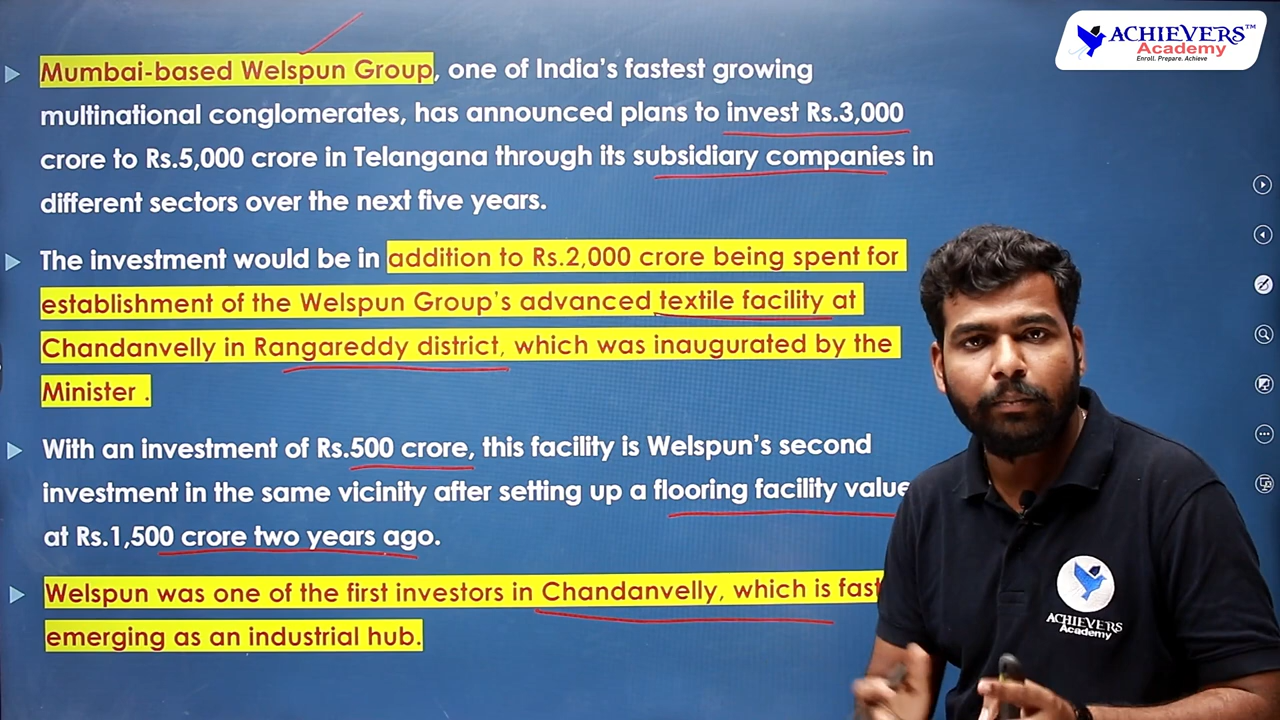 ACHIEVERS™
Academy
Enroll. Prepare. Achieve
Mumbai-based Welspun Group, one of India’s fastest growing
multinational conglomerates, has announced plans to invest Rs.3,000
crore to Rs.5,000 crore in Telangana through its subsidiary companies in
different sectors over the next five years.
The investment would be in addition to Rs.2,000 crore being spent for
establishment of the Welspun Group’s advanced textile facility at
Chandanvelly in Rangareddy district, which was inaugurated by the
Minister .
With an investment of Rs.500 crore, this facility is Welspun’s second
investment in the same vicinity after setting up a flooring facility value
at Rs.1,500 crore two years ago.
Welspun was one of the first investors in Chandanvelly, which is fast
emerging as an industrial hub.
ACHIEVERS
Academy